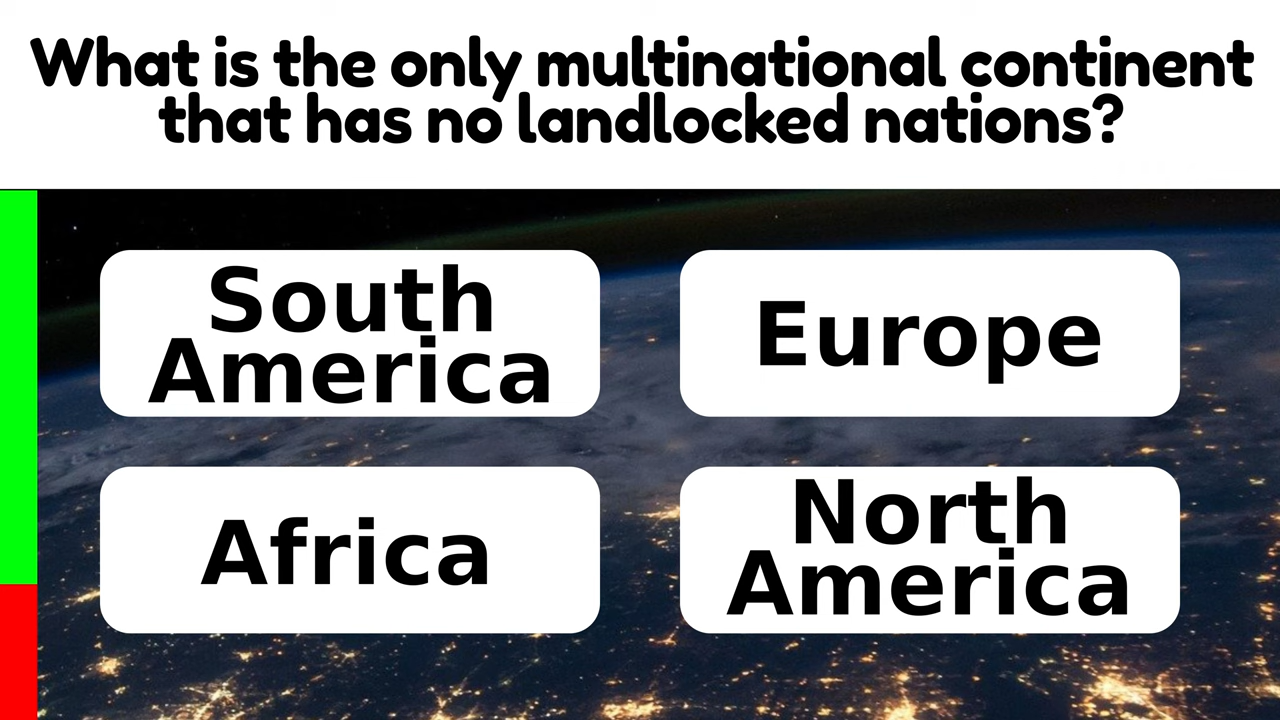 What is the only multinational continent
that has no landlocked nations?
South
America
Europe
Africa
North
America